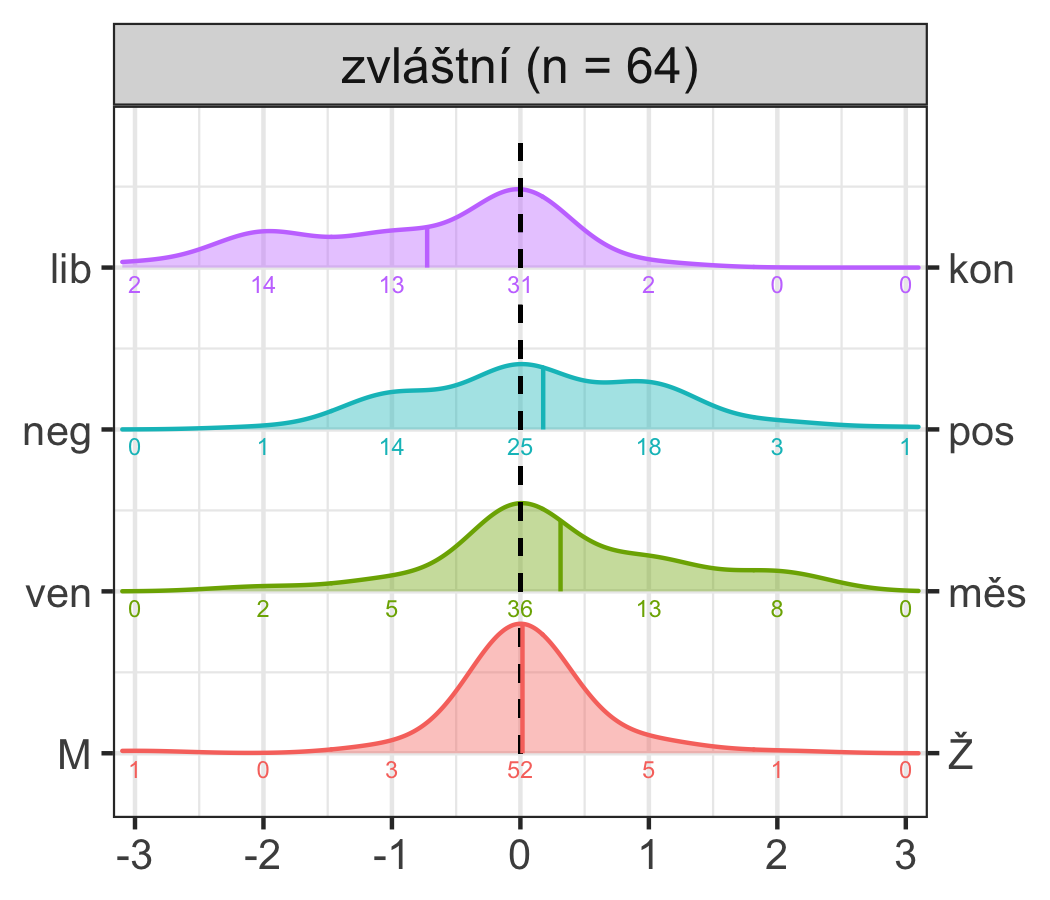 zvláštní (n = 64)
lib kon
2 14 13 31 2 0 0
neg pos
0 1 14 25 18 3 1
ven měs
0 2 5 36 13 8 0
M Ž
1 0 3 52 5 1 0
-3 -2 -1 0 1 2 3